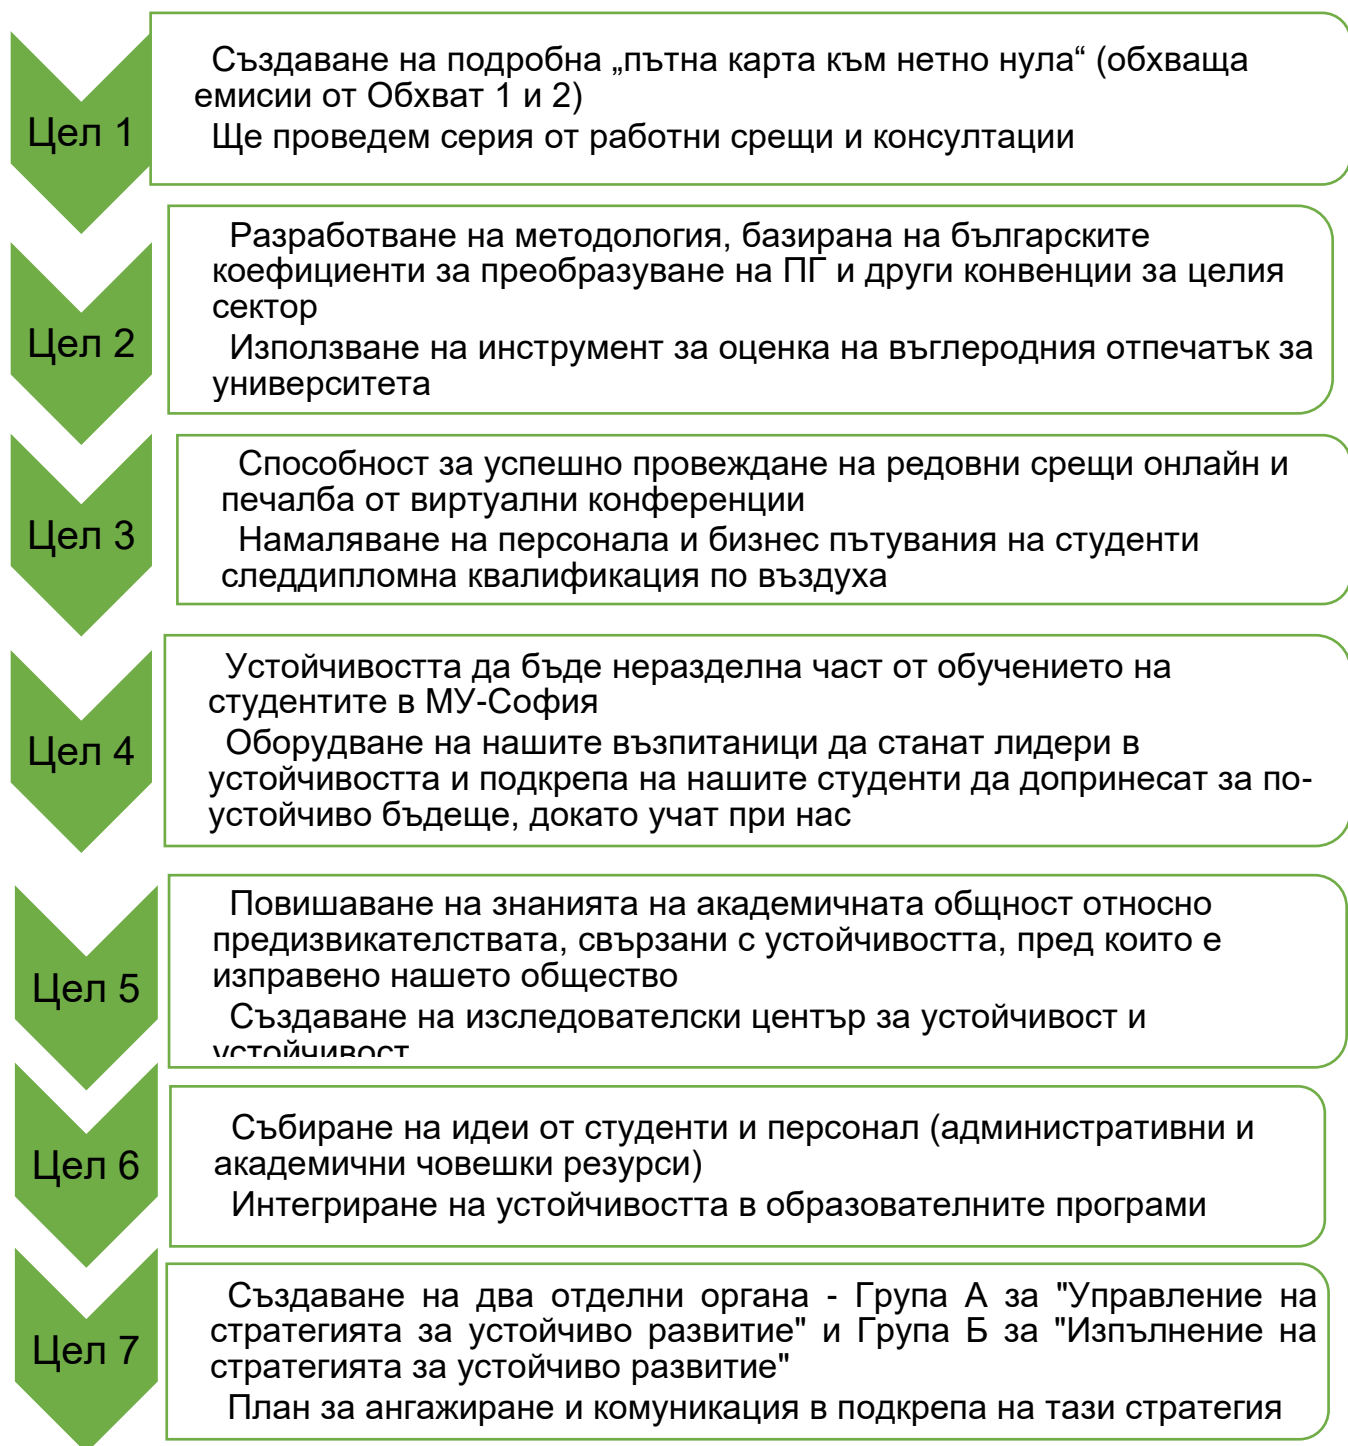 Цел 1
Създаване на подробна „пътна карта към нетно нула“ (обхваща
емисии от Обхват 1 и 2)
Ще проведем серия от работни срещи и консултации
Цел 2
Разработване на методология, базирана на българските
коефициенти за преобразуване на ПГ и други конвенции за целия
сектор
Използване на инструмент за оценка на въглеродния отпечатък за
университета
Цел 3
Способност за успешно провеждане на редовни срещи онлайн и
печалба от виртуални конференции
Намаляване на персонала и бизнес пътувания на студенти
следдипломна квалификация по въздуха
Цел 4
Устойчивостта да бъде неразделна част от обучението на
студентите в МУ-София
Оборудване на нашите възпитаници да станат лидери в
устойчивостта и подкрепа на нашите студенти да допринесат за по-
устойчиво бъдеще, докато учат при нас
Цел 5
Повишаване на знанията на академичната общност относно
предизвикателствата, свързани с устойчивостта, пред които е
изправено нашето общество
Създаване на изследователски център за устойчивост и
устойчивост
Цел 6
Събиране на идеи от студенти и персонал (административни и
академични човешки ресурси)
Интегриране на устойчивостта в образователните програми
Цел 7
Създаване на два отделни органа - Група А за "Управление на
стратегията за устойчиво развитие" и Група Б за "Изпълнение на
стратегията за устойчиво развитие"
План за ангажиране и комуникация в подкрепа на тази стратегия